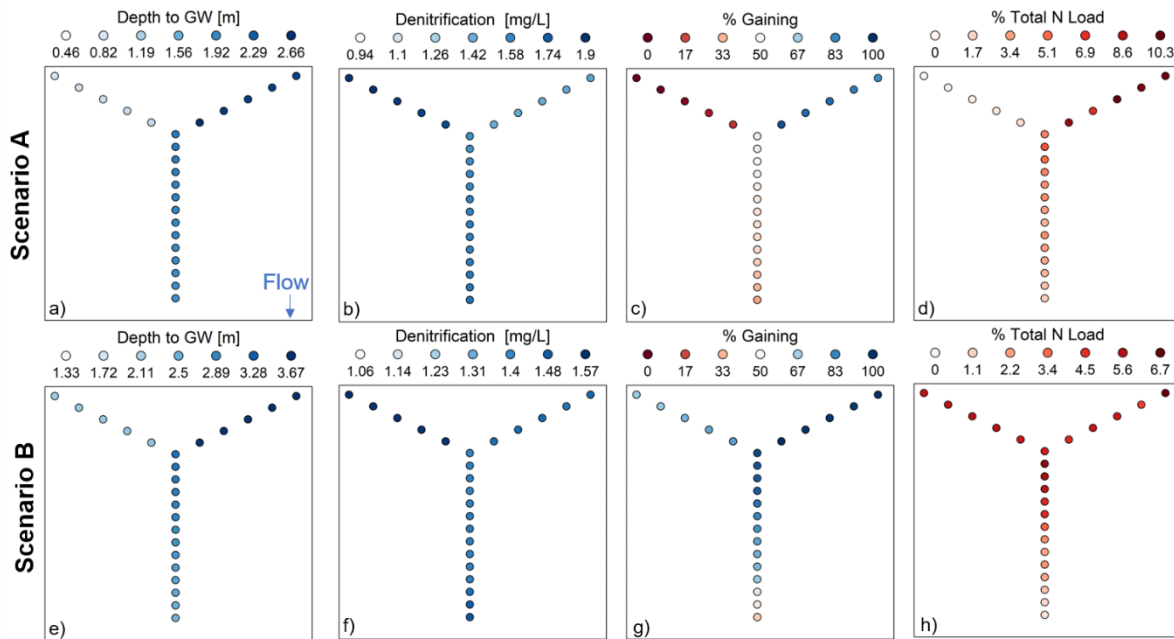 Depth to GW [m]
0.46 0.82 1.19 1.56 1.92 2.29 2.66
Denitrification [mg/L]
0.94 1.1 1.26 1.42 1.58 1.74 1.9
% Gaining
0 17 33 50 67 83 100
% Total N Load
0 1.7 3.4 5.1 6.9 8.6 10.3
Scenario A
Flow
a)
b)
c)
d)
Depth to GW [m]
1.33 1.72 2.11 2.5 2.89 3.28 3.67
Denitrification [mg/L]
1.06 1.14 1.23 1.31 1.4 1.48 1.57
% Gaining
0 17 33 50 67 83 100
% Total N Load
0 1.1 2.2 3.4 4.5 5.6 6.7
Scenario B
e)
f)
g)
h)